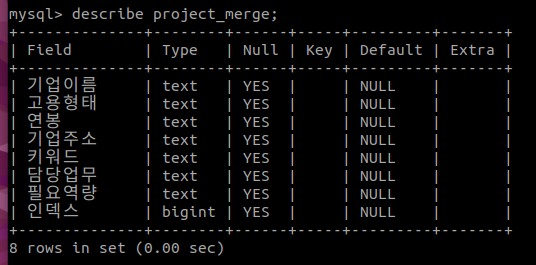 mysql> describe project_merge;
+--------------+--------+------+-----+---------+-------+
| Field        | Type   | Null | Key | Default | Extra |
+--------------+--------+------+-----+---------+-------+
| 기업이름     | text   | YES  |     | NULL    |       |
| 고용형태     | text   | YES  |     | NULL    |       |
| 연봉         | text   | YES  |     | NULL    |       |
| 기업주소     | text   | YES  |     | NULL    |       |
| 키워드       | text   | YES  |     | NULL    |       |
| 담당업무     | text   | YES  |     | NULL    |       |
| 필요역량     | text   | YES  |     | NULL    |       |
| 인덱스       | bigint | YES  |     | NULL    |       |
+--------------+--------+------+-----+---------+-------+
8 rows in set (0.00 sec)